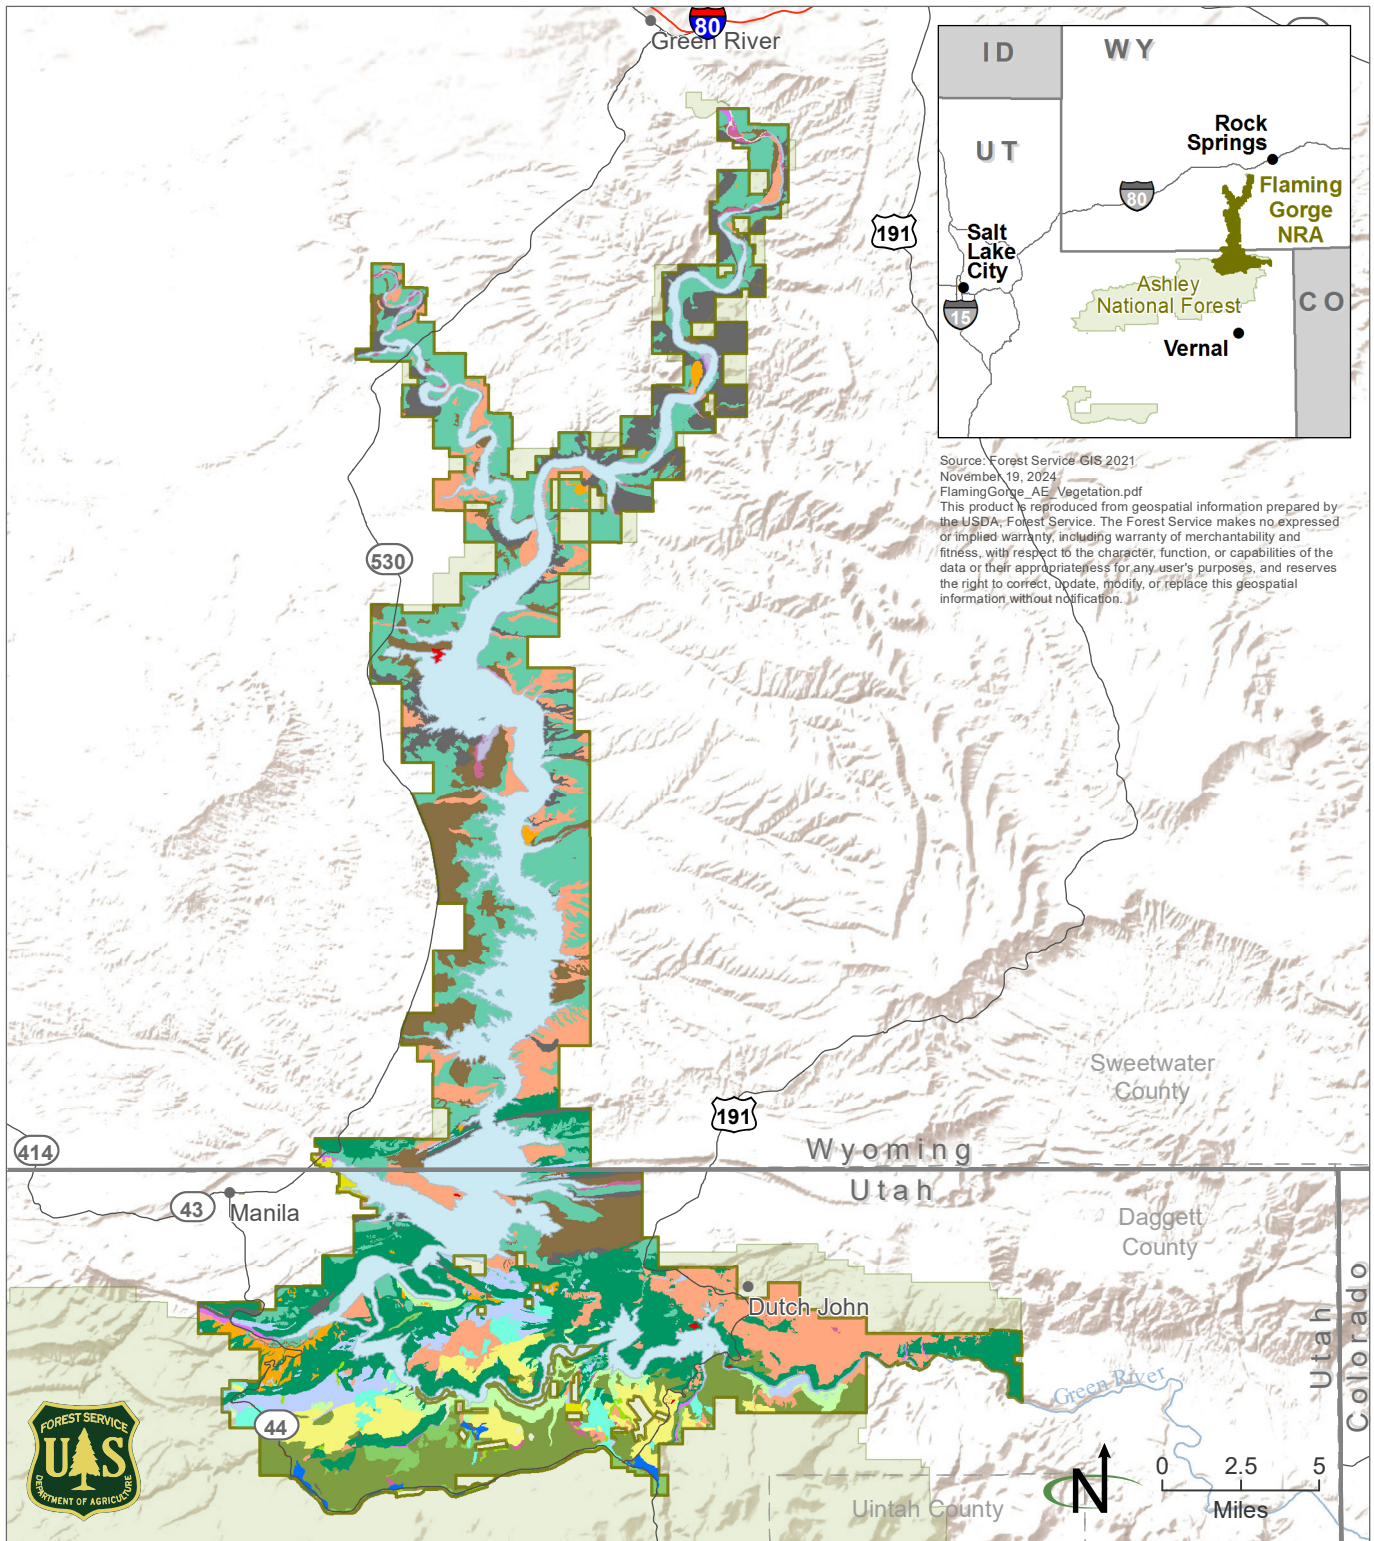 80
Green River
ID
WY
UT
Rock
Springs
80
Flaming
Gorge
NRA
Salt
Lake
City
15
Ashley
National Forest
CO
Vernal
191
Source: Forest Service GIS 2021
November 19, 2024
FlamingGorge_AE_Vegetation.pdf
This product is reproduced from geospatial information prepared by
the USDA, Forest Service. The Forest Service makes no expressed
or implied warranty, including warranty of merchantability and
fitness, with respect to the character, function, or capabilities of the
data or their appropriateness for any user's purposes, and reserves
the right to correct, update, modify, or replace this geospatial
information without notification.
530
Sweetwater
County
191
414
Wyoming
Utah
43
Manila
Daggett
County
Dutch John
Utah
Colorado
Green River
44
FOREST SERVICE
U S
DEPARTMENT OF AGRICULTURE
Uintah County
N
0 2.5 5
Miles